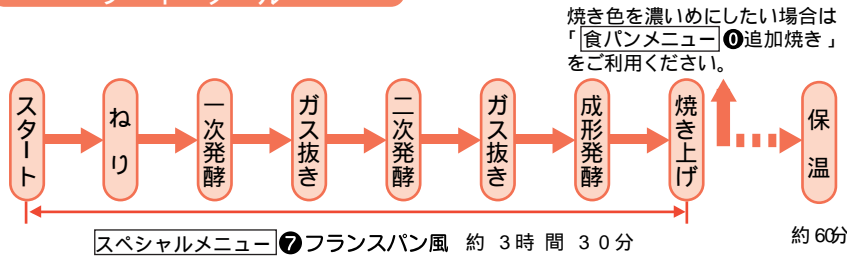 焼き色を濃いめにしたい場合は
「食パンメニュー ⓿追加焼き」
をご利用ください。
スタート
ねり
一次発酵
ガス抜き
二次発酵
ガス抜き
成形発酵
焼き上げ
保温
スペシャルメニュー ❼フランスパン風 約 3時間30分
約60分